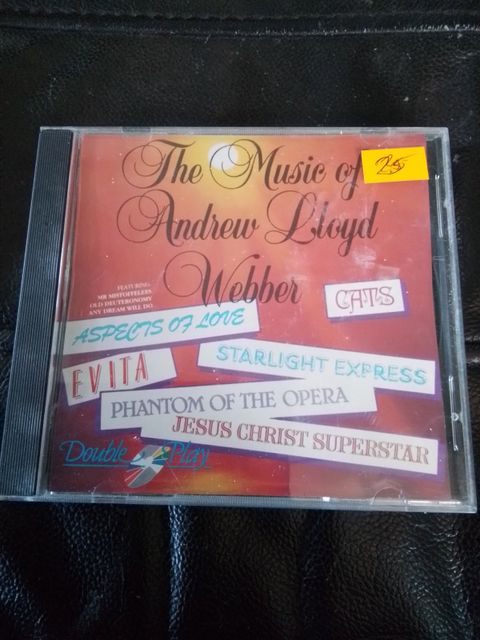 The Music of
25
Andrew Lloyd
Webber
FEATURING:
MR MISTOFFELEES
OLD DEUTERONOMY
ANY DREAM WILL DO.
CATS
ASPECTS OF LOVE
STARLIGHT EXPRESS
EVITA
PHANTOM OF THE OPERA
JESUS CHRIST SUPERSTAR
Double Play